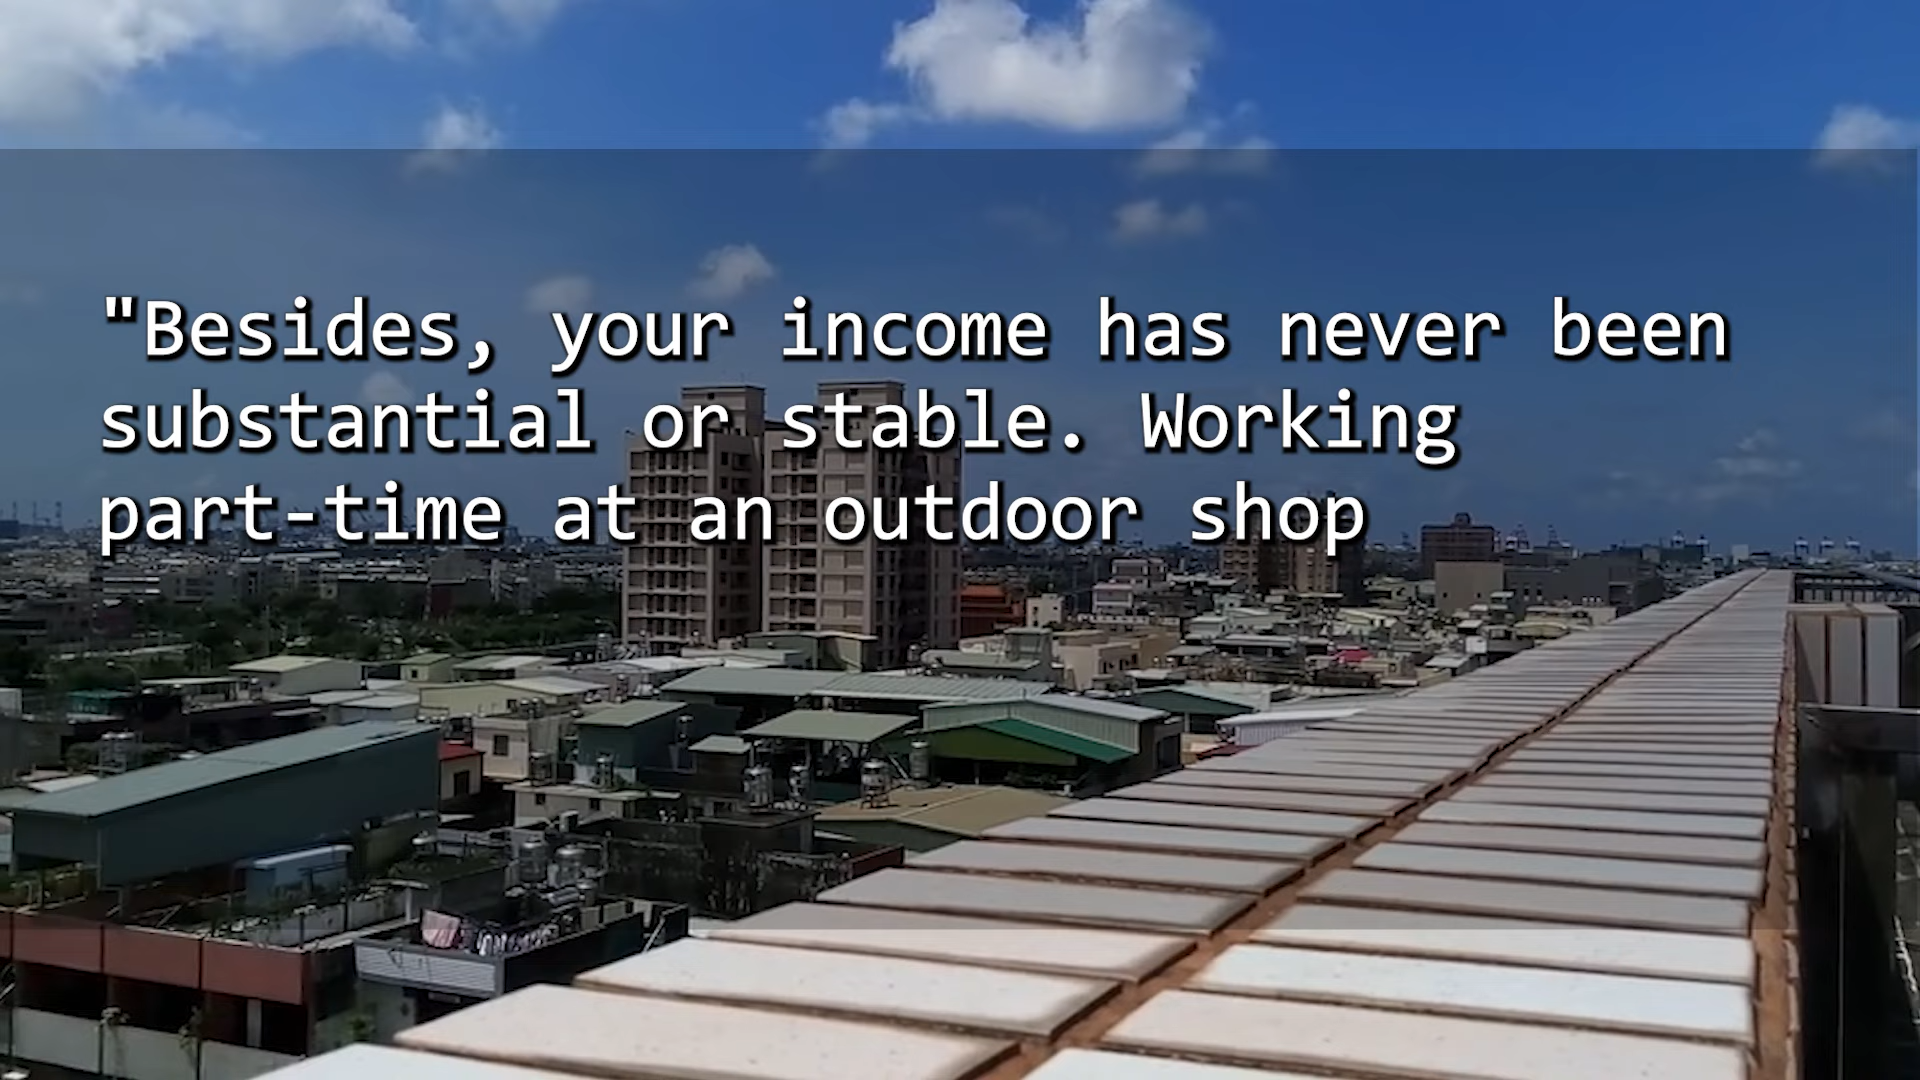 "Besides, your income has never been
substantial or stable. Working
part-time at an outdoor shop